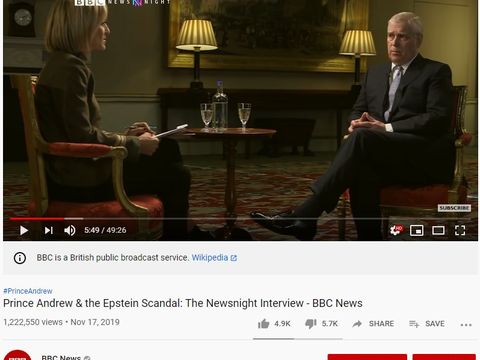 BBC NEWSNIGHT
SUBSCRIBE
5:49 / 49:26
HD
BBC is a British public broadcast service. Wikipedia
#PrinceAndrew
Prince Andrew & the Epstein Scandal: The Newsnight Interview - BBC News
1,222,550 views • Nov 17, 2019
4.9K 5.7K SHARE SAVE
BBC News